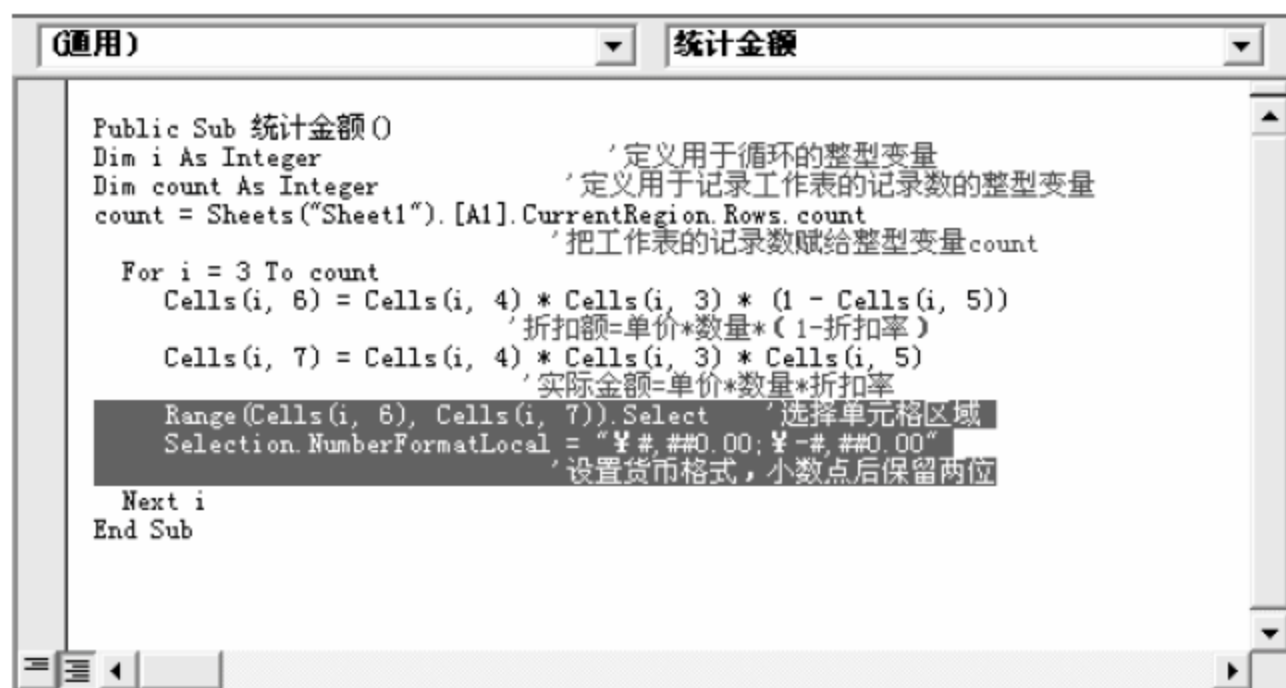 (通用) 统计金额
Public Sub 统计金额()
Dim i As Integer '定义用于循环的整型变量
Dim count As Integer '定义用于记录工作表的记录数的整型变量
count = Sheets("Sheet1").[A1].CurrentRegion.Rows.count
'把工作表的记录数赋给整型变量count
For i = 3 To count
Cells(i, 6) = Cells(i, 4) * Cells(i, 3) * (1 - Cells(i, 5))
'折扣额=单价*数量*(1-折扣率)
Cells(i, 7) = Cells(i, 4) * Cells(i, 3) * Cells(i, 5)
'实际金额=单价*数量*折扣率
Range(Cells(i, 6), Cells(i, 7)).Select '选择单元格区域
Selection.NumberFormatLocal = "¥#,##0.00;¥-#,##0.00"
'设置货币格式，小数点后保留两位
Next i
End Sub